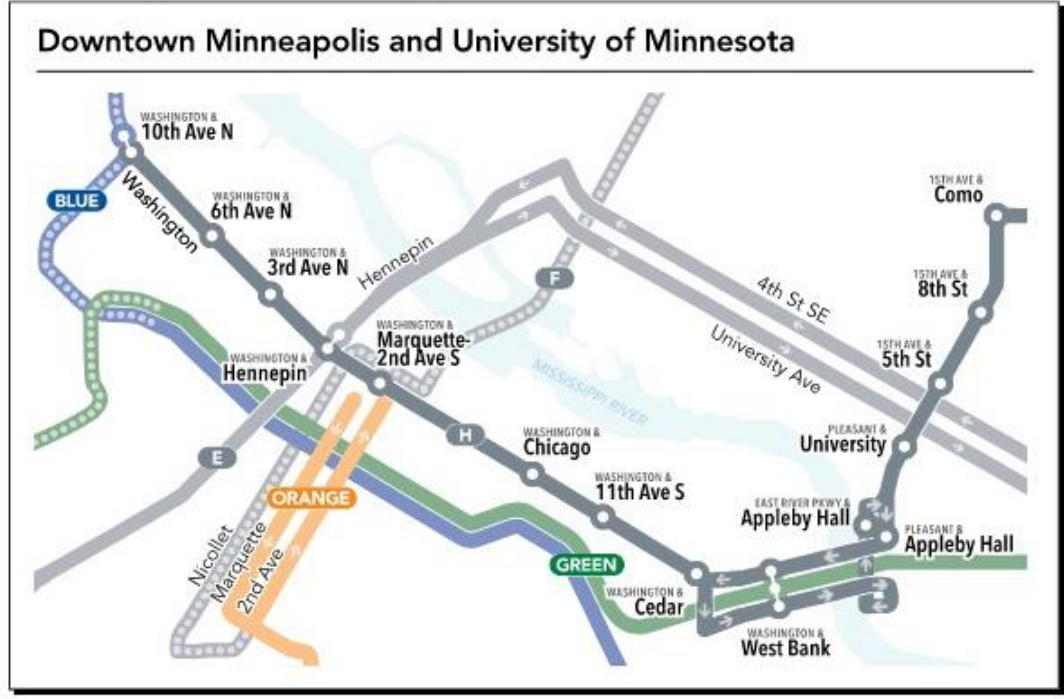 Downtown Minneapolis and University of Minnesota
WASHINGTON &
10th Ave N
BLUE
Washington
WASHINGTON &
6th Ave N
WASHINGTON &
3rd Ave N
Hennepin
15TH AVE &
Como
F
4th St SE
15TH AVE &
8th St
WASHINGTON &
Marquette-
2nd Ave S
University Ave
15TH AVE &
5th St
WASHINGTON &
Hennepin
MISSISSIPPI RIVER
H
WASHINGTON &
Chicago
PLEASANT &
University
E
WASHINGTON &
11th Ave S
ORANGE
EAST RIVER PKWY &
Appleby Hall
PLEASANT &
Appleby Hall
Nicollet
Marquette
2nd Ave
GREEN
WASHINGTON &
Cedar
WASHINGTON &
West Bank